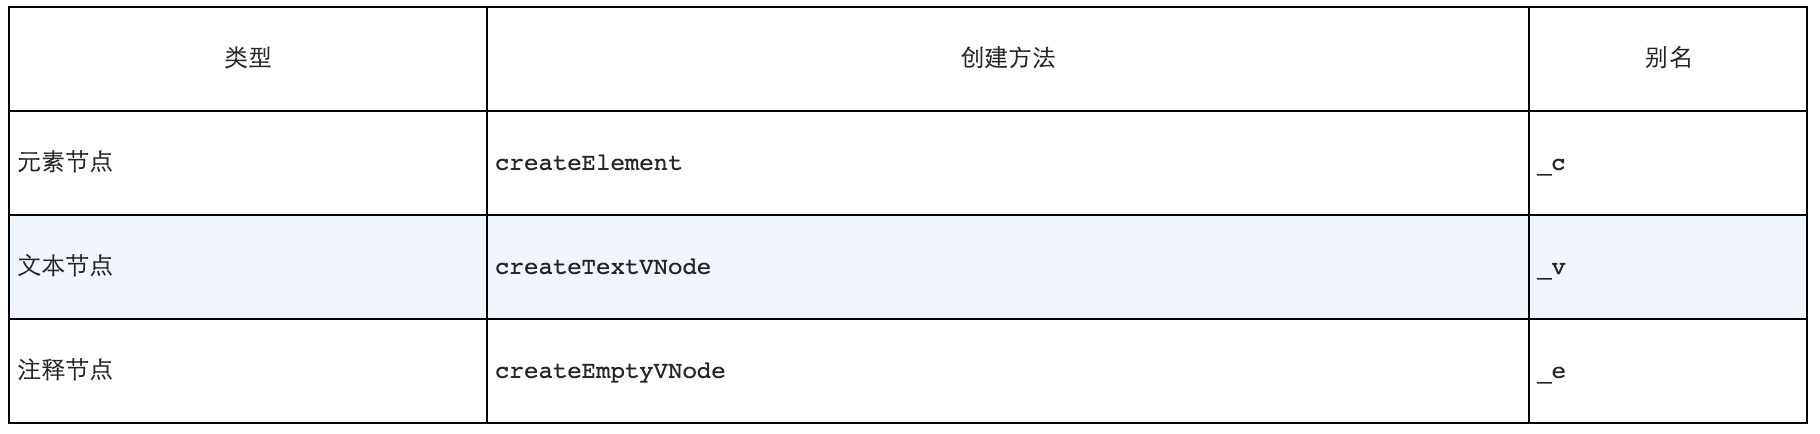 类型 创建方法 别名
元素节点 createElement _c
文本节点 createTextVNode _v
注释节点 createEmptyVNode _e